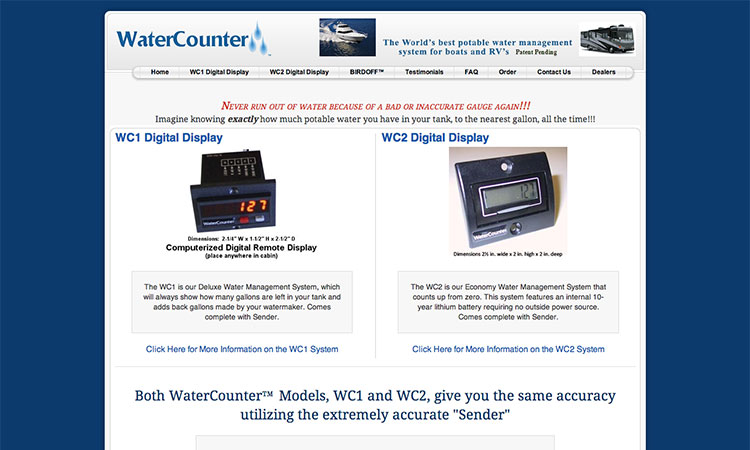 WaterCounter™
The World's best potable water management
system for boats and RV's Patent Pending
Home WC1 Digital Display WC2 Digital Display BIRDOFF™ Testimonials FAQ Order Contact Us Dealers
NEVER RUN OUT OF WATER BECAUSE OF A BAD OR INACCURATE GAUGE AGAIN!!!
Imagine knowing exactly how much potable water you have in your tank, to the nearest gallon, all the time!!!
WC1 Digital Display
127
WaterCounter
Dimensions: 2-1/4" W x 1-1/2" H x 2-1/2" D
Computerized Digital Remote Display
(place anywhere in cabin)
The WC1 is our Deluxe Water Management System, which
will always show how many gallons are left in your tank and
adds back gallons made by your watermaker. Comes
complete with Sender.
Click Here for More Information on the WC1 System
WC2 Digital Display
127
WaterCounter
Dimensions 2½ in. wide x 2 in. high x 2 in. deep
The WC2 is our Economy Water Management System that
counts up from zero. This system features an internal 10-
year lithium battery requiring no outside power source.
Comes complete with Sender.
Click Here for More Information on the WC2 System
Both WaterCounter™ Models, WC1 and WC2, give you the same accuracy
utilizing the extremely accurate "Sender"